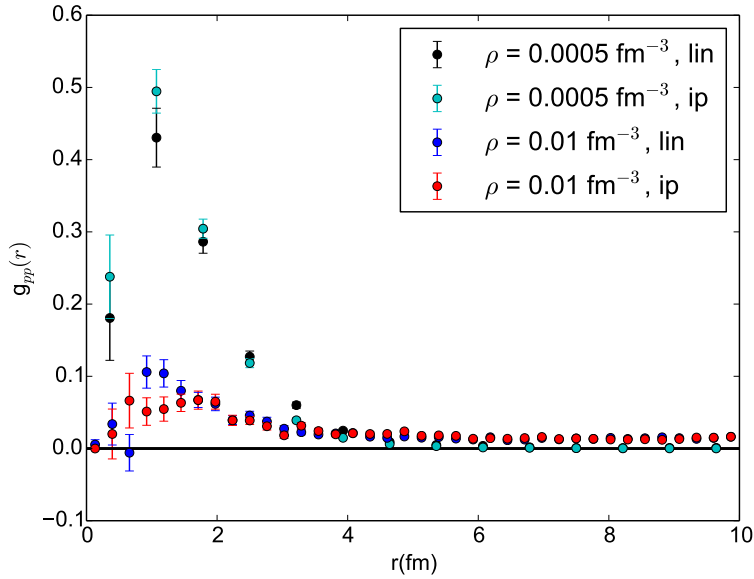 0.6
0.5
0.4
0.3
0.2
0.1
0.0
−0.1
g_{pp}(r)
ρ = 0.0005 fm⁻³, lin
ρ = 0.0005 fm⁻³, ip
ρ = 0.01 fm⁻³, lin
ρ = 0.01 fm⁻³, ip
0 2 4 6 8 10
r(fm)